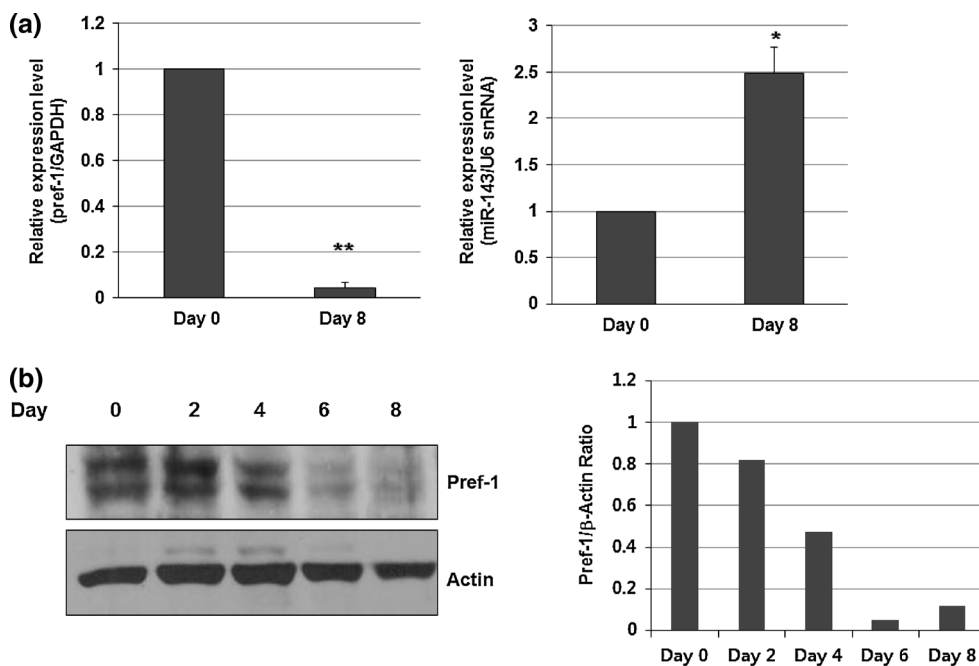 (a)
Relative expression level
(pref-1/GAPDH)
1.2
1
0.8
0.6
0.4
0.2
0
**
Day 0
Day 8
Relative expression level
(miR-143/U6 snRNA)
3
2.5
2
1.5
1
0.5
0
*
Day 0
Day 8
(b)
Day 0 2 4 6 8
Pref-1
Actin
Pref-1/β-Actin Ratio
1.2
1
0.8
0.6
0.4
0.2
0
Day 0
Day 2
Day 4
Day 6
Day 8